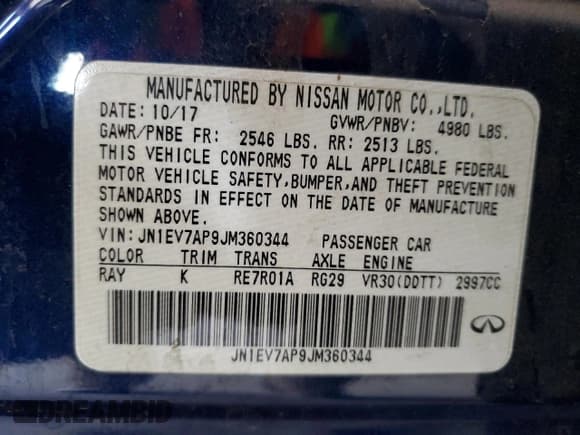 MANUFACTURED BY NISSAN MOTOR CO.,LTD.
DATE: 10/17 GVWR/PNBV: 4980 LBS.
GAWR/PNBE FR: 2546 LBS. RR: 2513 LBS.
THIS VEHICLE CONFORMS TO ALL APPLICABLE FEDERAL
MOTOR VEHICLE SAFETY,BUMPER,AND THEFT PREVENTION
STANDARDS IN EFFECT ON THE DATE OF MANUFACTURE
SHOWN ABOVE.
VIN: JN1EV7AP9JM360344 PASSENGER CAR
COLOR TRIM TRANS AXLE ENGINE
RAY K RE7R01A RG29 VR30(DDTT) 2997CC
JN1EV7AP9JM360344
DREAMBID